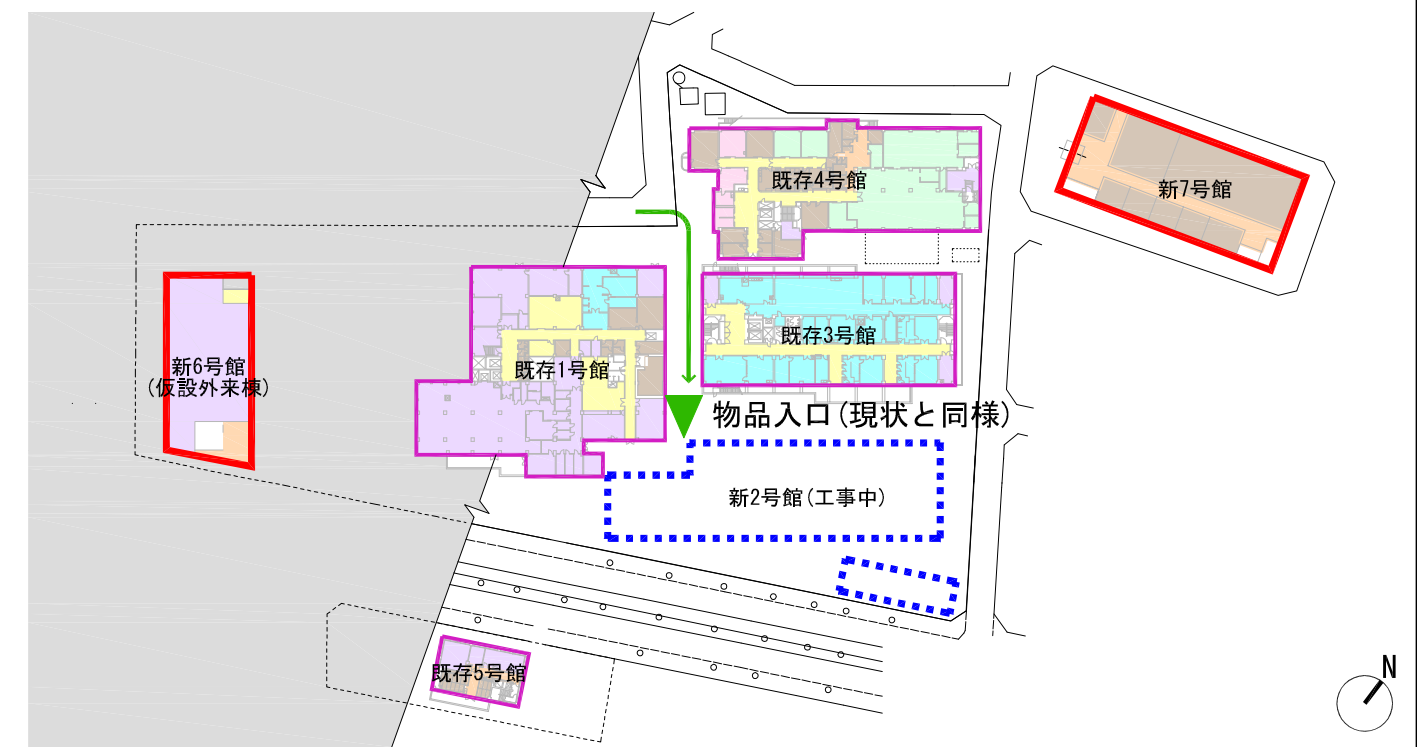 既存4号館
新7号館
既存3号館
新6号館
(仮設外来棟)
既存1号館
物品入口(現状と同様)
新2号館(工事中)
既存5号館
N